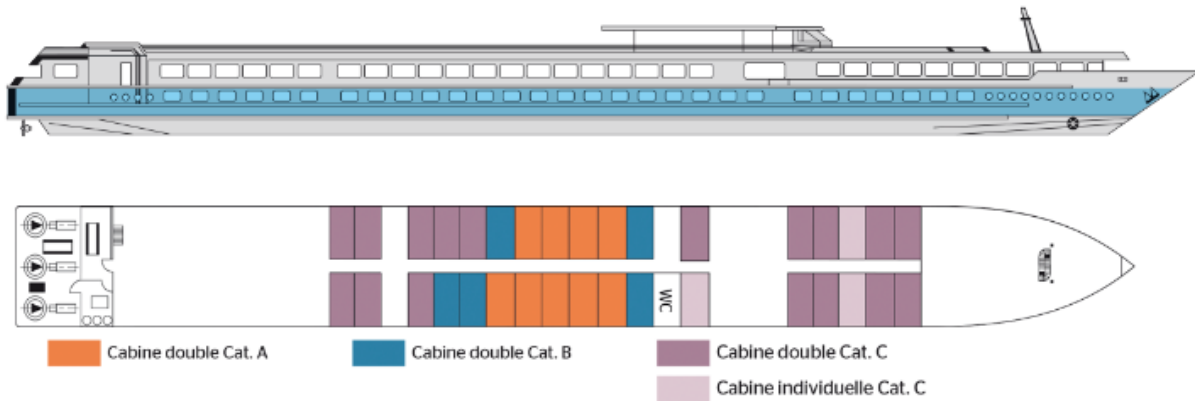 WC
Cabine double Cat. A
Cabine double Cat. B
Cabine double Cat. C
Cabine individuelle Cat. C